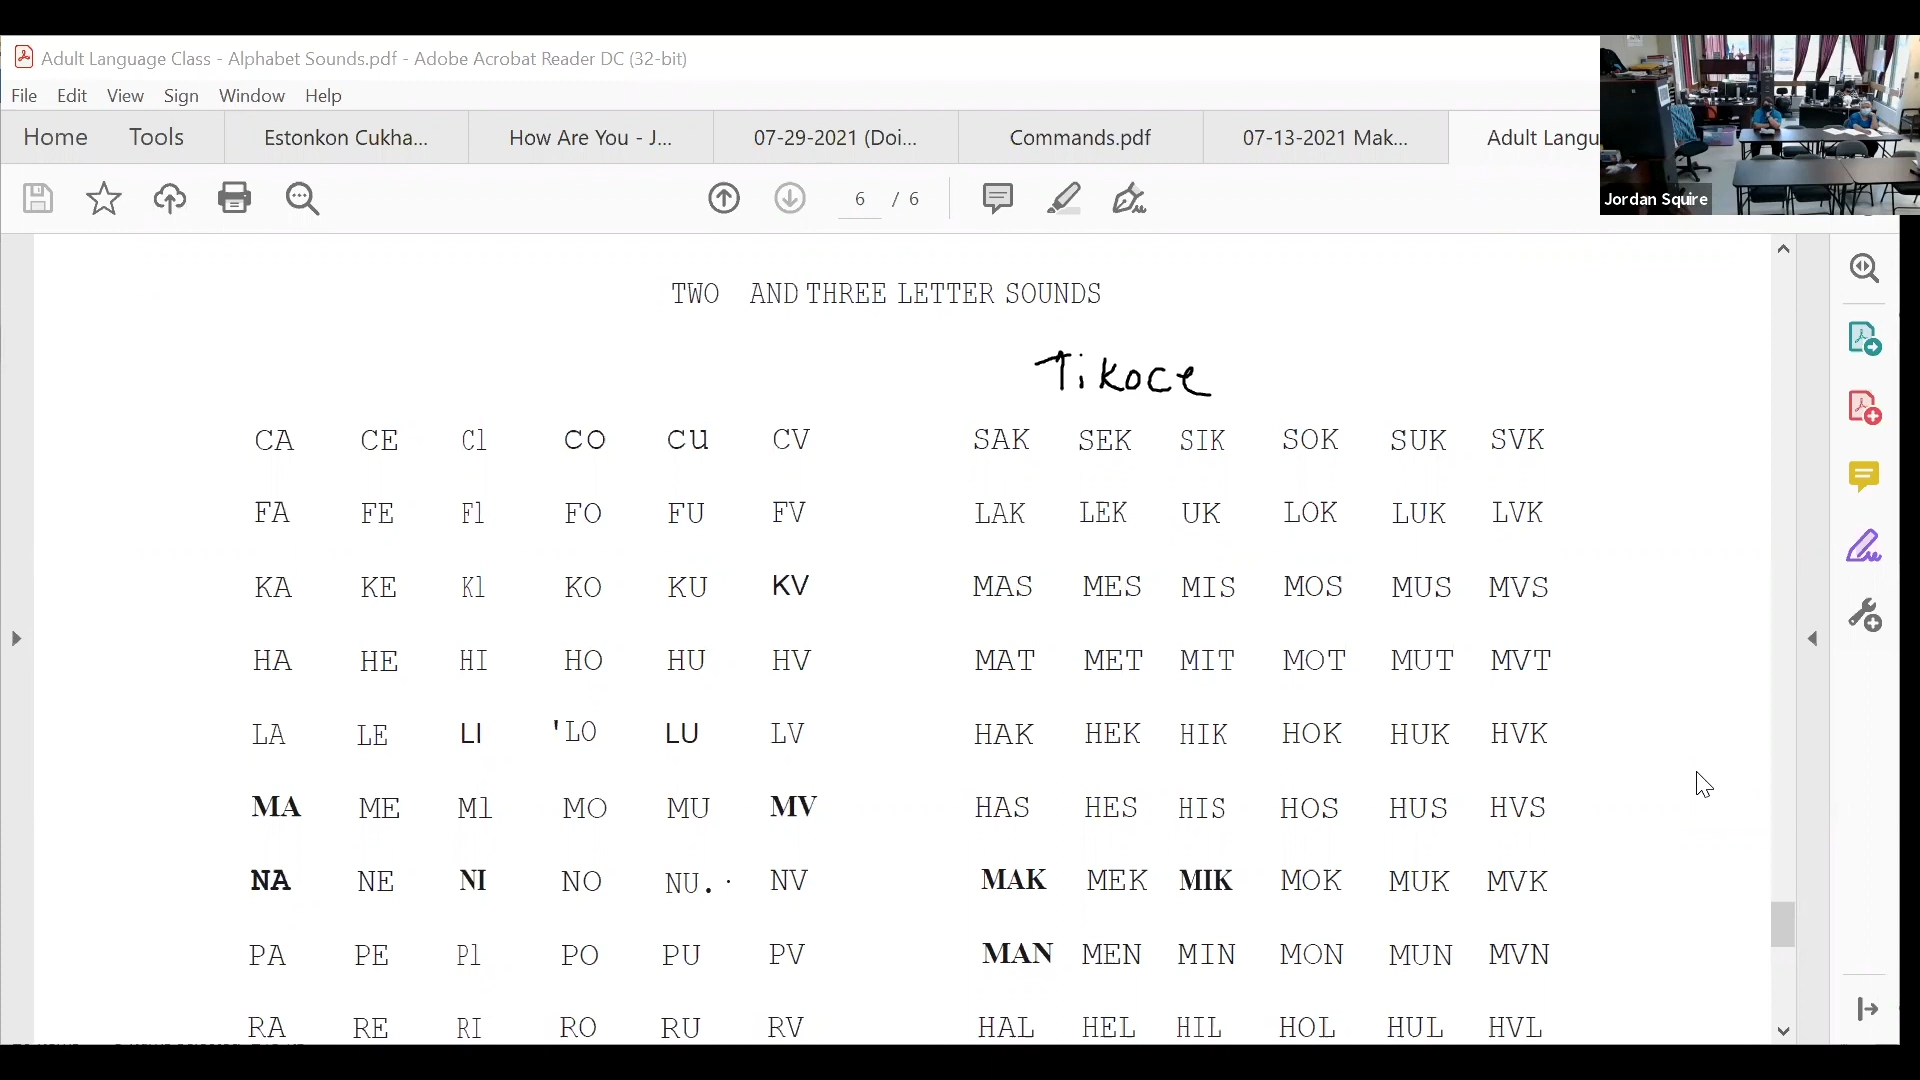 Adult Language Class - Alphabet Sounds.pdf - Adobe Acrobat Reader DC (32-bit)
File Edit View Sign Window Help
Home Tools Estonkon Cukha... How Are You - J... 07-29-2021 (Doi... Commands.pdf 07-13-2021 Mak... Adult Langu
6 / 6
Jordan Squire
TWO AND THREE LETTER SOUNDS
Tikoce
CA CE Cl CO CU CV SAK SEK SIK SOK SUK SVK
FA FE Fl FO FU FV LAK LEK UK LOK LUK LVK
KA KE Kl KO KU KV MAS MES MIS MOS MUS MVS
HA HE HI HO HU HV MAT MET MIT MOT MUT MVT
LA LE LI 'LO LU LV HAK HEK HIK HOK HUK HVK
MA ME Ml MO MU MV HAS HES HIS HOS HUS HVS
NA NE NI NO NU. · NV MAK MEK MIK MOK MUK MVK
PA PE Pl PO PU PV MAN MEN MIN MON MUN MVN
RA RE RI RO RU RV HAL HEL HIL HOL HUL HVL